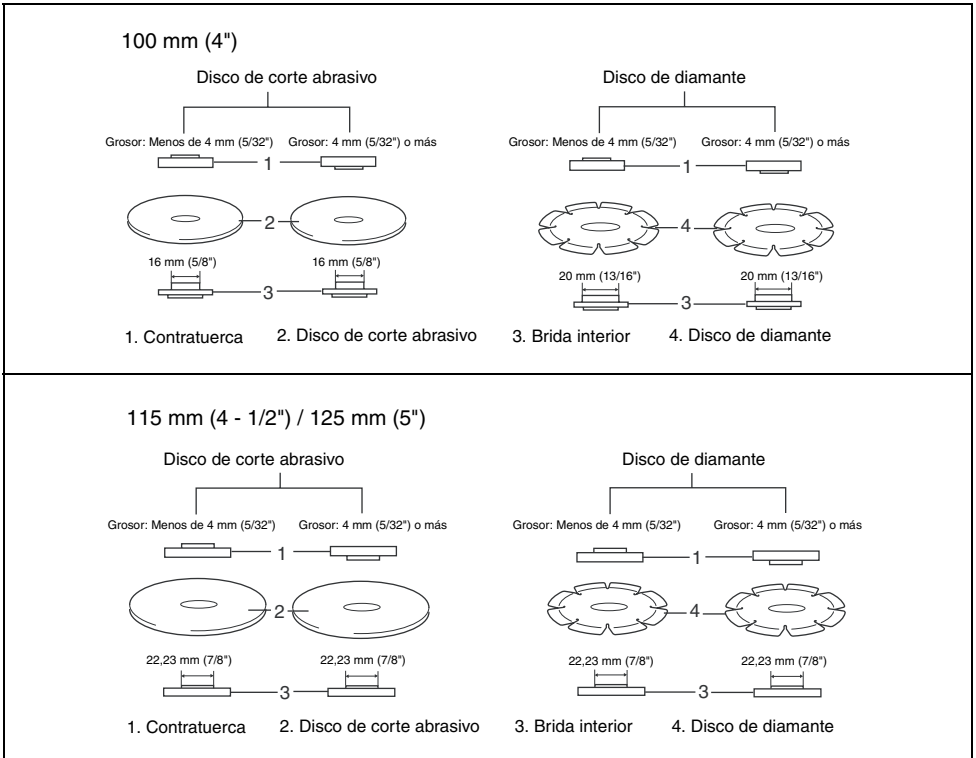 100 mm (4")
Disco de corte abrasivo
Disco de diamante
Grosor: Menos de 4 mm (5/32") Grosor: 4 mm (5/32") o más
Grosor: Menos de 4 mm (5/32") Grosor: 4 mm (5/32") o más
1
1
2
4
16 mm (5/8") 16 mm (5/8")
20 mm (13/16") 20 mm (13/16")
3
3
1. Contratuerca 2. Disco de corte abrasivo 3. Brida interior 4. Disco de diamante
115 mm (4 - 1/2") / 125 mm (5")
Disco de corte abrasivo
Disco de diamante
Grosor: Menos de 4 mm (5/32") Grosor: 4 mm (5/32") o más
Grosor: Menos de 4 mm (5/32") Grosor: 4 mm (5/32") o más
1
1
2
4
22,23 mm (7/8") 22,23 mm (7/8")
22,23 mm (7/8") 22,23 mm (7/8")
3
3
1. Contratuerca 2. Disco de corte abrasivo 3. Brida interior 4. Disco de diamante